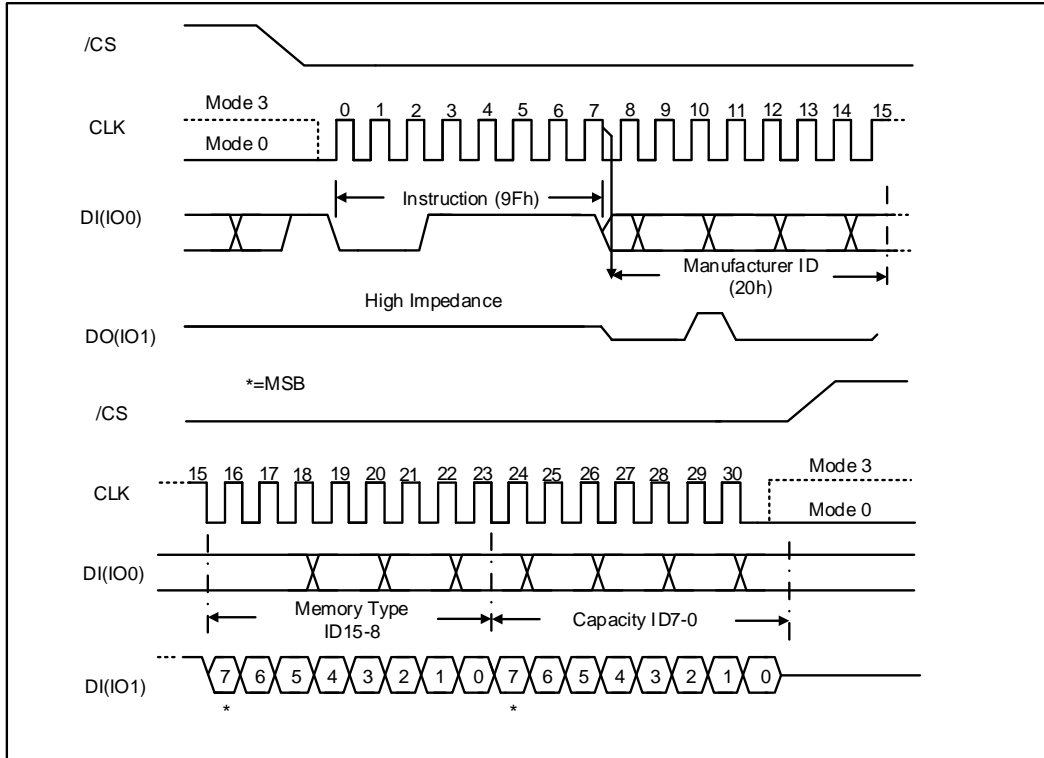 /CS
Mode 3
0 1 2 3 4 5 6 7 8 9 10 11 12 13 14 15
CLK
Mode 0
Instruction (9Fh)
DI(IO0)
Manufacturer ID
(20h)
High Impedance
DO(IO1)
*=MSB
/CS
15 16 17 18 19 20 21 22 23 24 25 26 27 28 29 30
Mode 3
CLK
Mode 0
DI(IO0)
Memory Type
ID15-8
Capacity ID7-0
7 6 5 4 3 2 1 0 7 6 5 4 3 2 1 0
DI(IO1)
* *